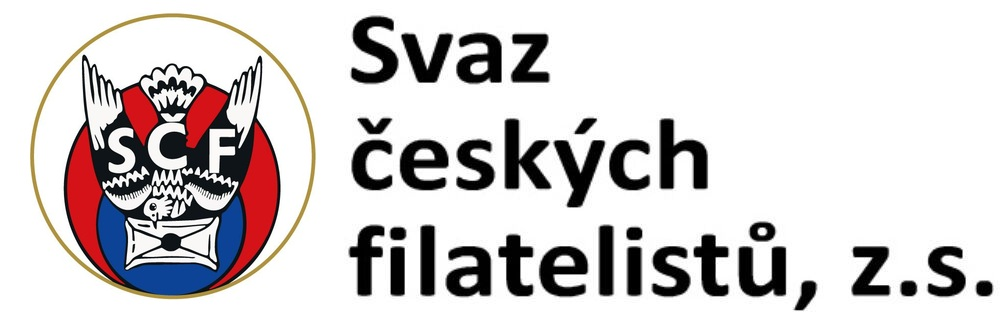 SČF
Svaz
českých
filatelistů, z.s.